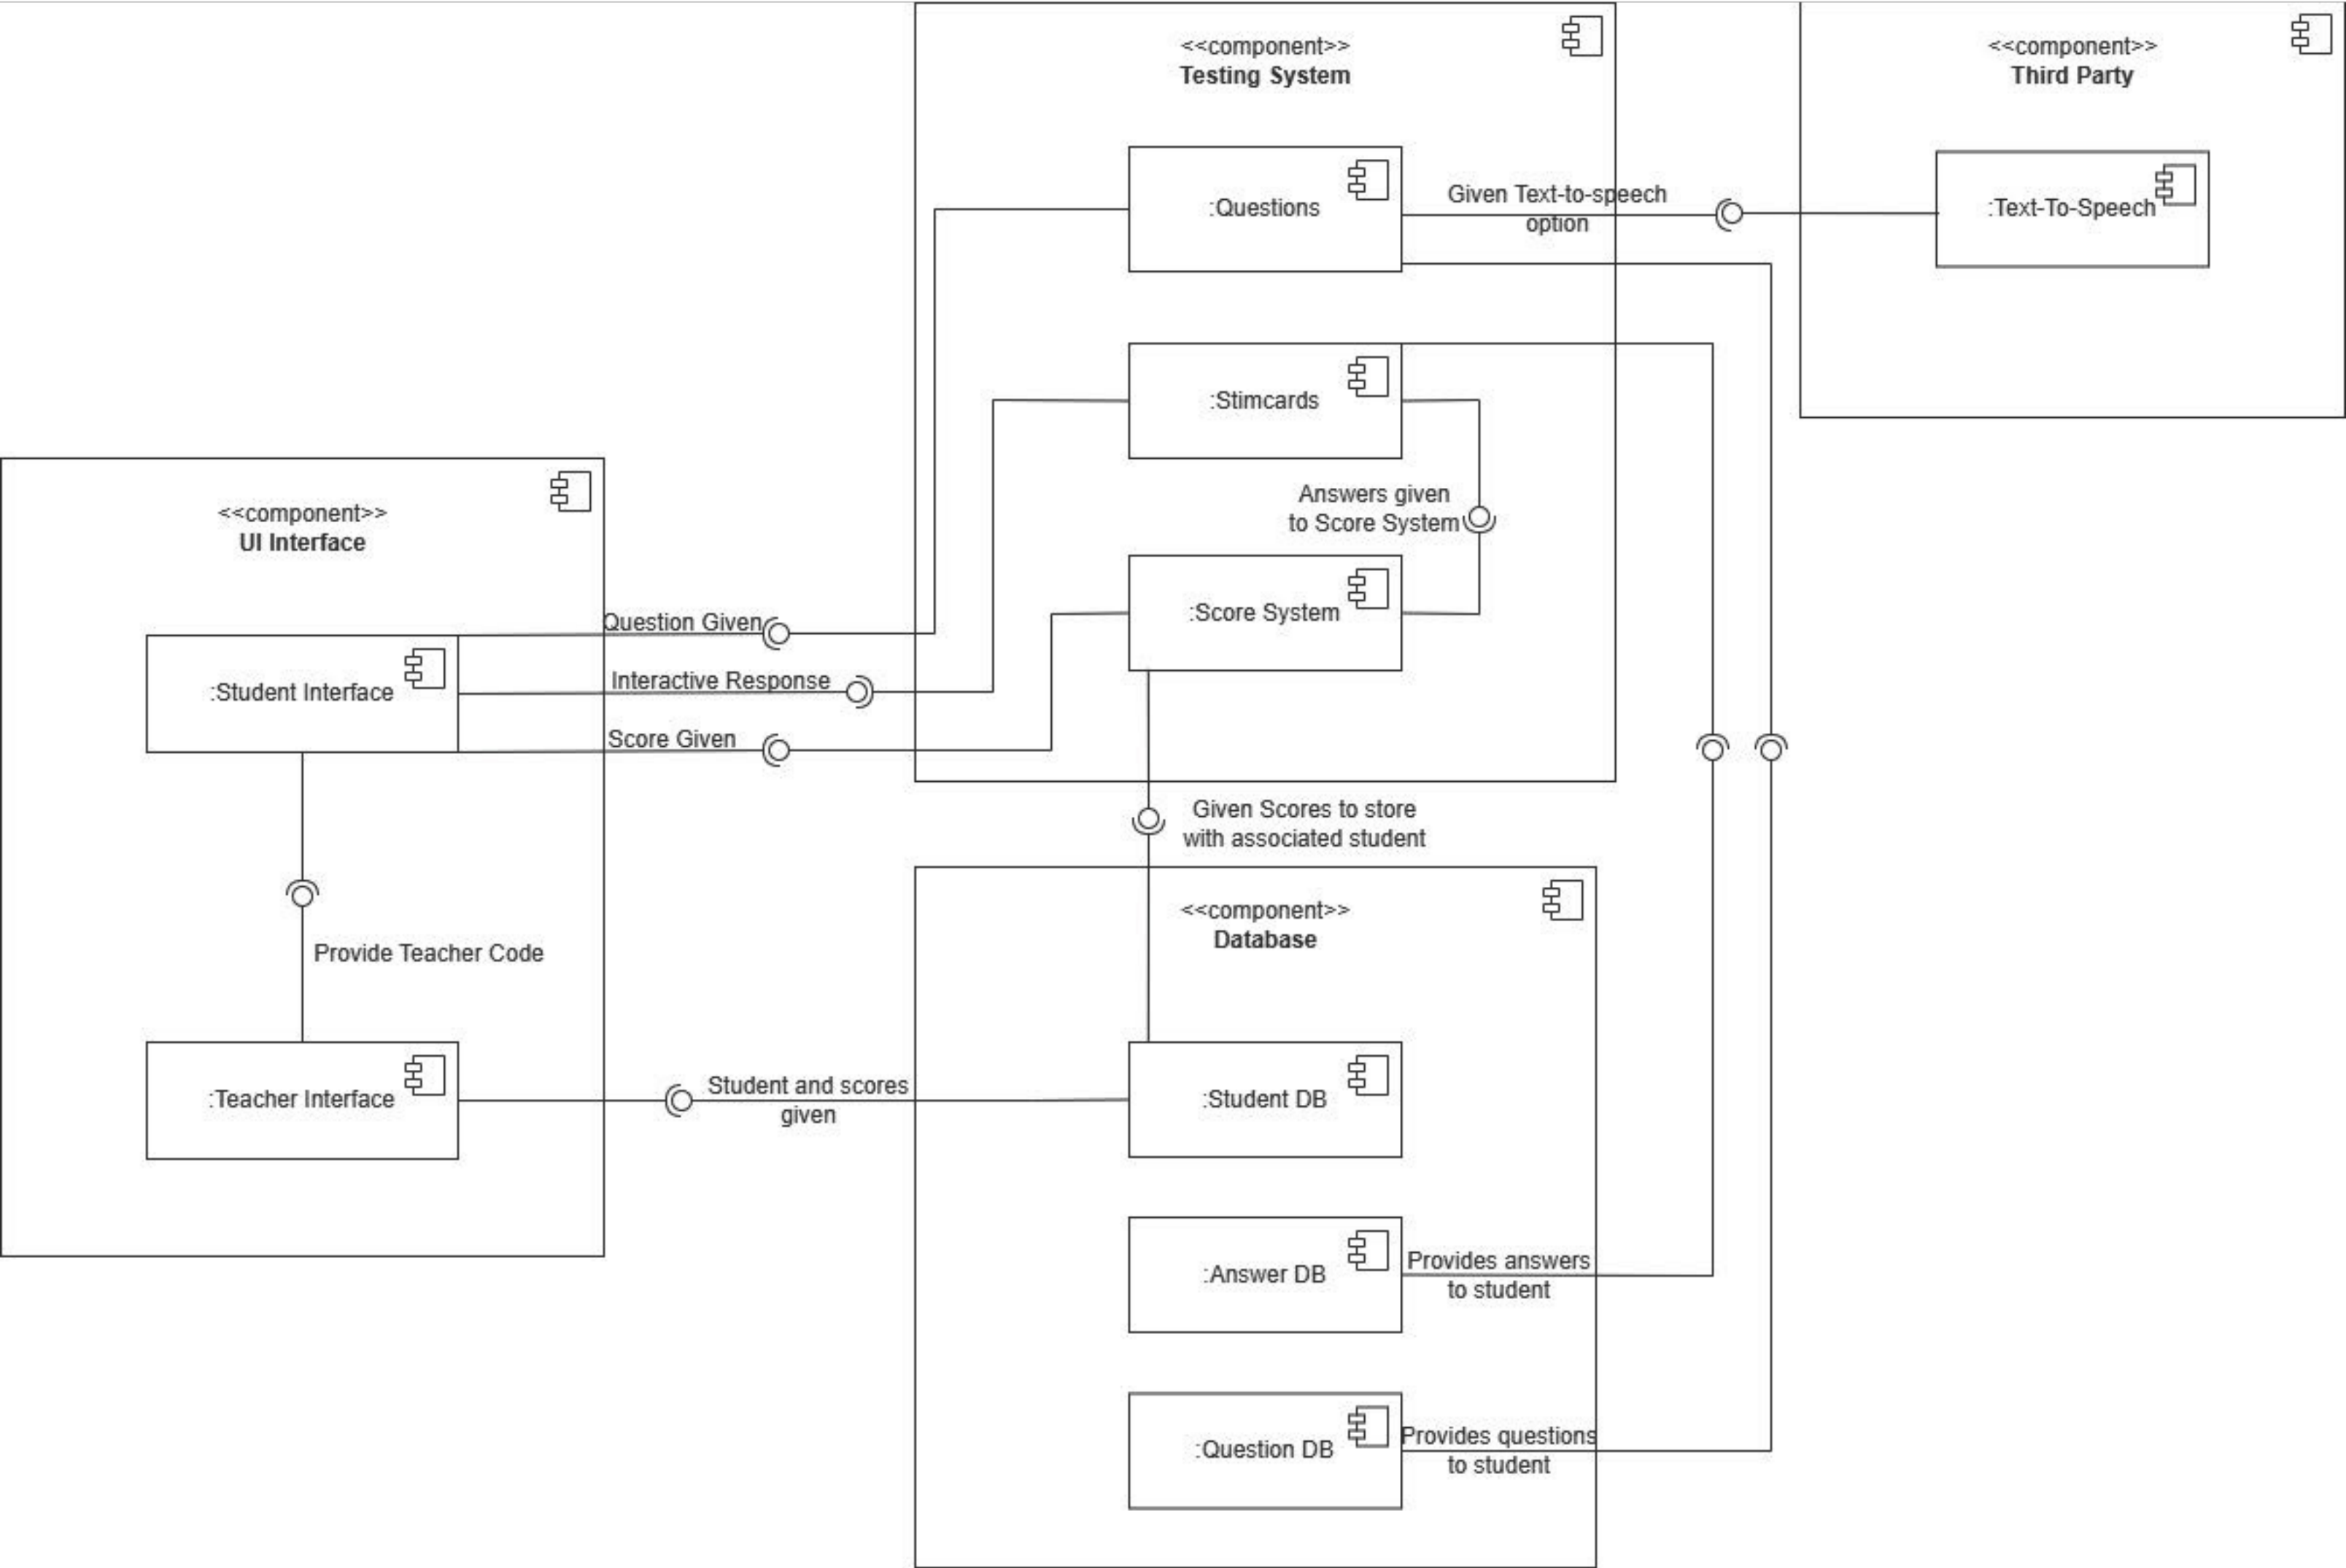 <<component>>
Testing System
<<component>>
Third Party
:Questions
Given Text-to-speech
option
:Text-To-Speech
:Stimcards
Answers given
to Score System
:Score System
<<component>>
UI Interface
Question Given
:Student Interface
Interactive Response
Score Given
Given Scores to store
with associated student
Provide Teacher Code
<<component>>
Database
:Teacher Interface
Student and scores
given
:Student DB
:Answer DB
Provides answers
to student
:Question DB
Provides questions
to student